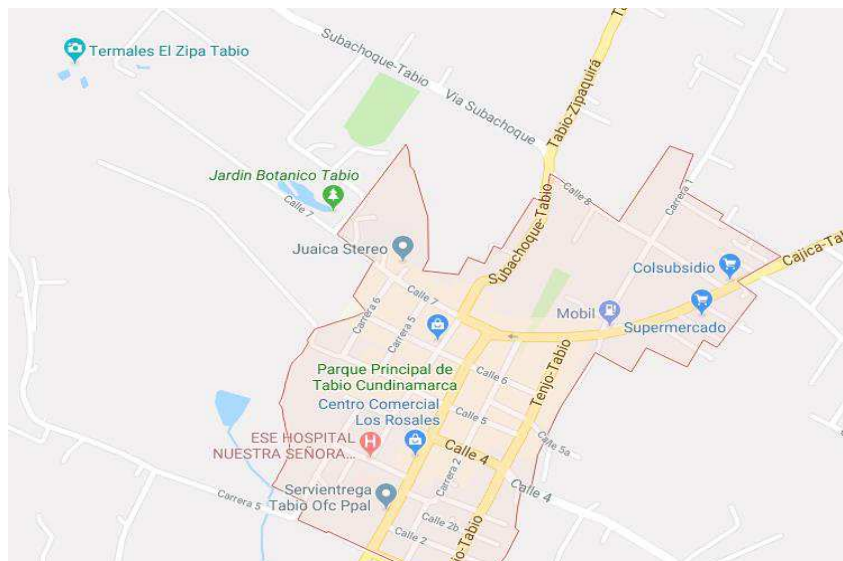 Termales El Zipa Tabio
Subachoque-Tabio
Via Subachoque
Tabio-Zipaquirá
Jardin Botanico Tabio
Calle 7
Calle 8
Carrera 1
Subachoque-Tabio
Juaica Stereo
Colsubsidio
Cajica-Tab
Calle 7
Carrera 6
Carrera 5
Mobil
Supermercado
Parque Principal de
Tabio Cundinamarca
Calle 6
Tenjo-Tabio
Centro Comercial
Los Rosales
Calle 5
ESE HOSPITAL
NUESTRA SEÑORA...
Calle 4
Calle 5a
Carrera 2
Calle 4
Servientrega
Tabio Ofc Ppal
Carrera 5
Calle 2b
Calle 2
jo-Tabio